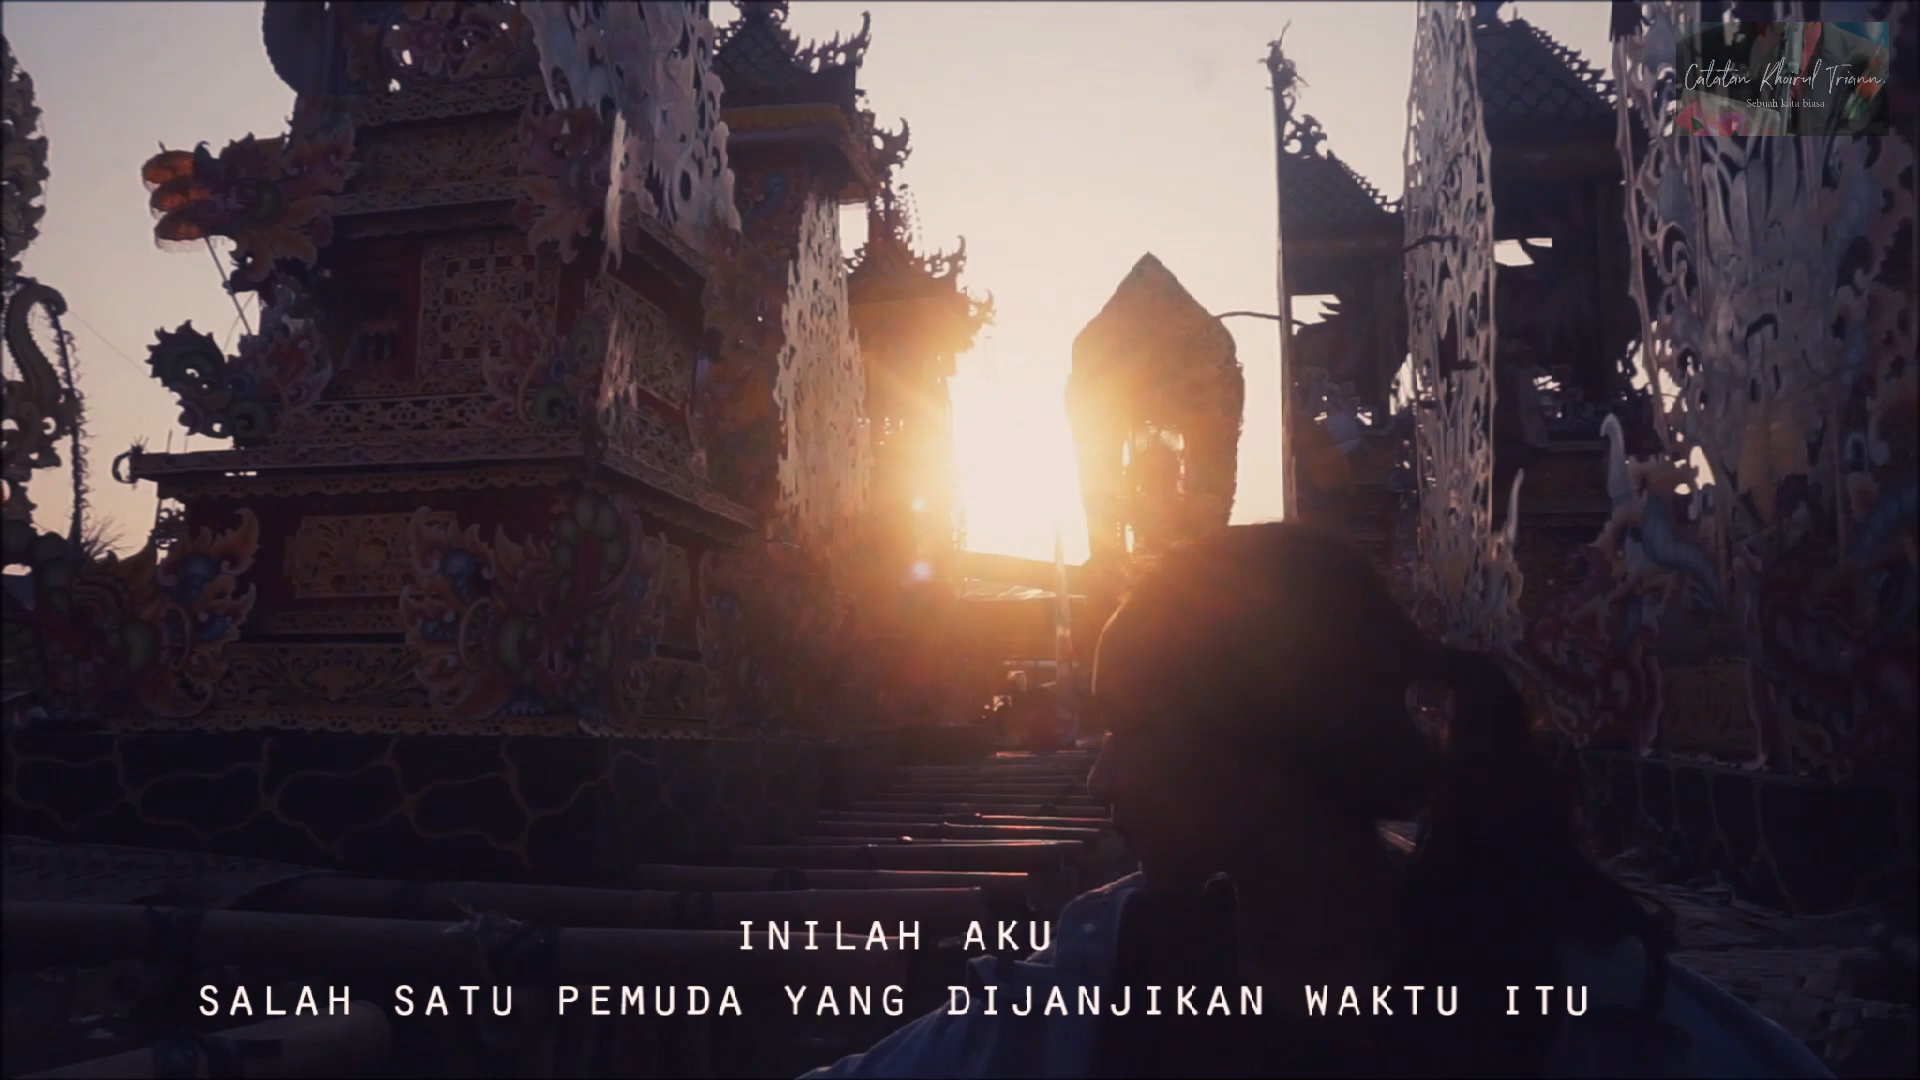 Catatan Khoirul Triann.
Sebuah kata biasa
INILAH AKU
SALAH SATU PEMUDA YANG DIJANJIKAN WAKTU ITU